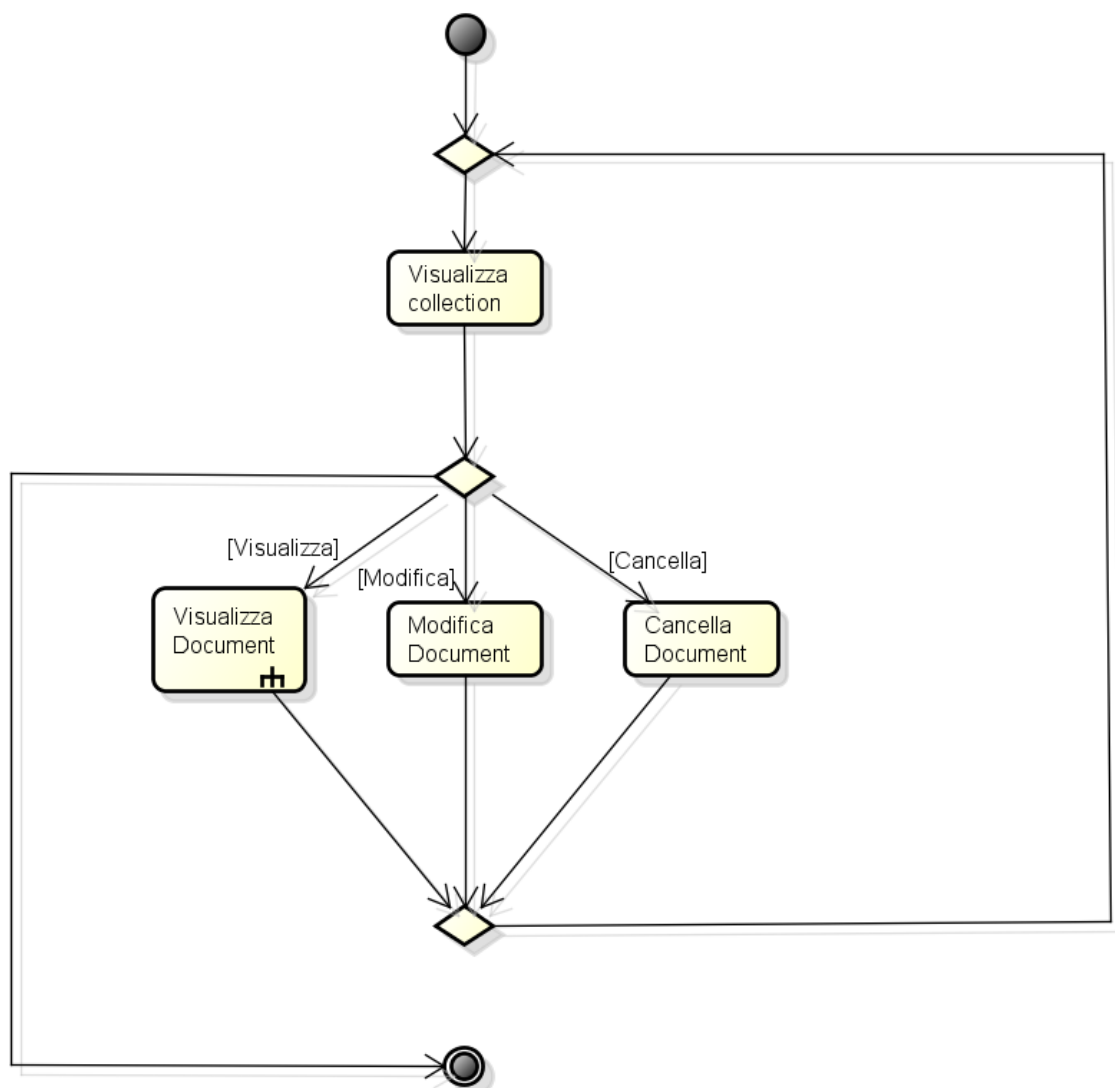 Visualizza
collection
[Visualizza]
[Modifica]
[Cancella]
Visualizza
Document
Modifica
Document
Cancella
Document